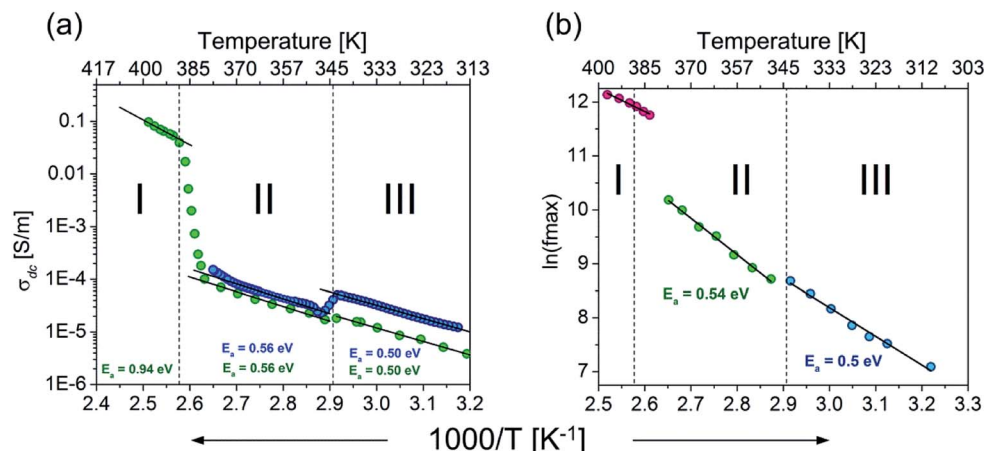 (a)
Temperature [K]
417 401 385 370 357 345 333 323 313
σdc [S/m]
0.1
0.01
1E-3
1E-4
1E-5
1E-6
I II III
Ea = 0.94 eV
Ea = 0.56 eV
Ea = 0.56 eV
Ea = 0.50 eV
Ea = 0.50 eV
2.4 2.5 2.6 2.7 2.8 2.9 3.0 3.1 3.2
(b)
Temperature [K]
400 385 370 357 345 333 323 312 303
ln(fmax)
12
11
10
9
8
7
I II III
Ea = 0.54 eV
Ea = 0.5 eV
2.5 2.6 2.7 2.8 2.9 3.0 3.1 3.2 3.3
1000/T [K-1]